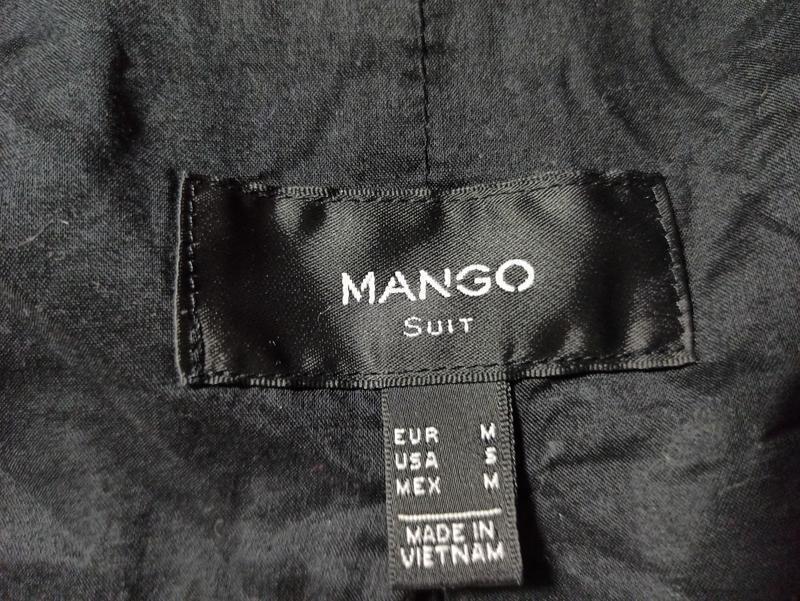 MANGO
SUIT
EUR M
USA S
MEX M
MADE IN
VIETNAM